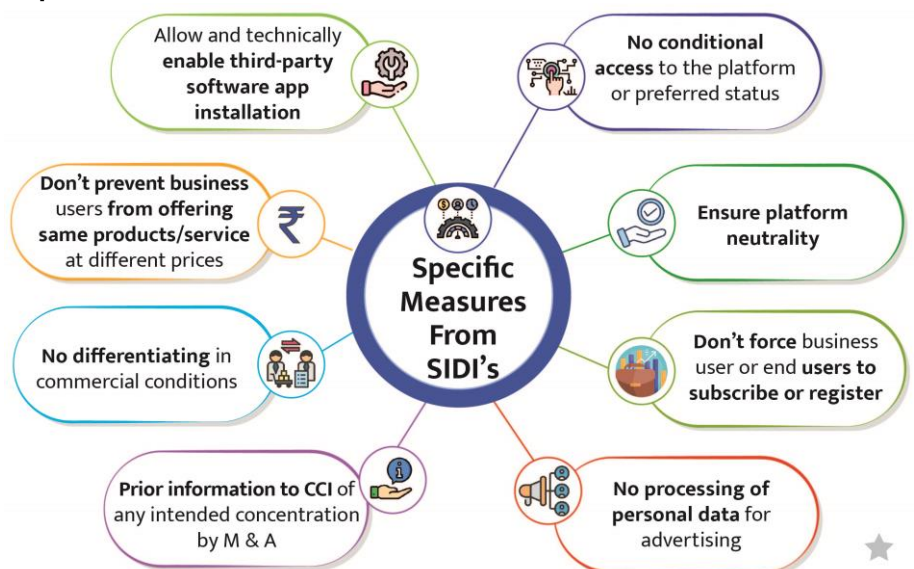 Allow and technically
enable third-party
software app
installation
No conditional
access to the platform
or preferred status
Don't prevent business
users from offering
same products/service
at different prices
₹
Ensure platform
neutrality
Specific
Measures
From
SIDI's
No differentiating in
commercial conditions
Don't force business
user or end users to
subscribe or register
Prior information to CCI of
any intended concentration
by M & A
No processing of
personal data for
advertising